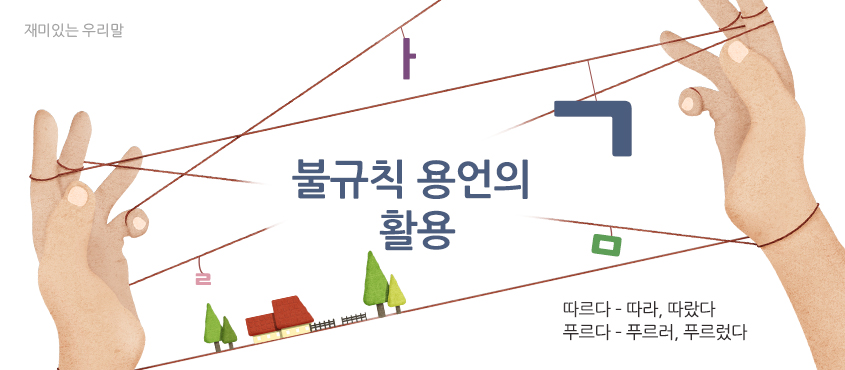 재미있는 우리말
ㅏ
ㄱ
불규칙 용언의
활용
ㅁ
ㄹ
따르다 - 따라, 따랐다
푸르다 - 푸르러, 푸르렀다